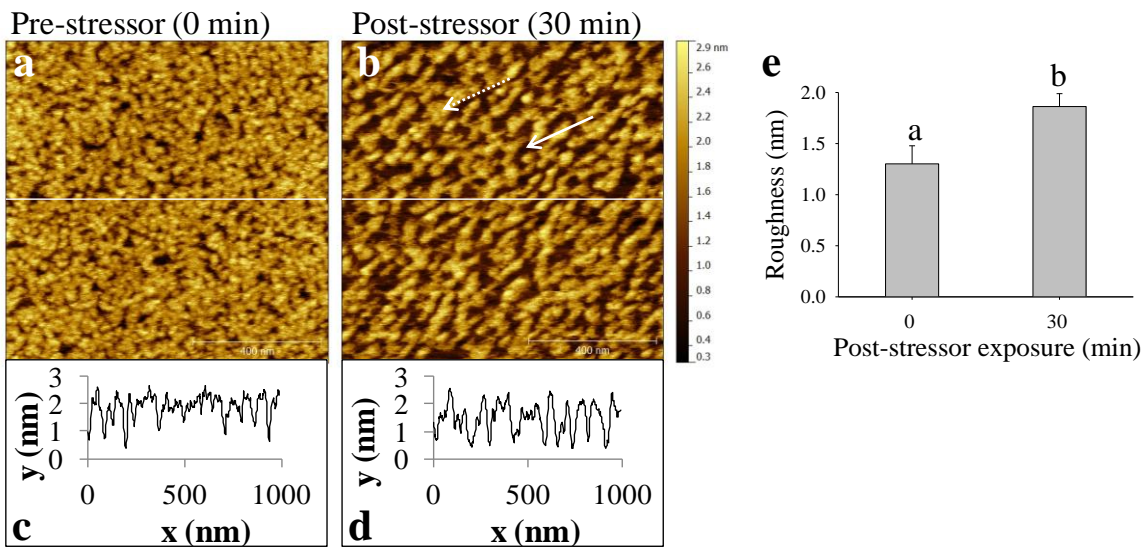 Pre-stressor (0 min)
Post-stressor (30 min)
a
b
2.9 nm
2.6
2.4
2.2
2.0
1.8
1.6
1.4
1.2
1.0
0.8
0.6
0.4
0.3
400 nm
400 nm
e
Roughness (nm)
2.0
1.5
1.0
0.5
0.0
a
b
0
30
Post-stressor exposure (min)
y (nm)
3
2
1
0
0
500
1000
x (nm)
c
y (nm)
3
2
1
0
0
500
1000
x (nm)
d